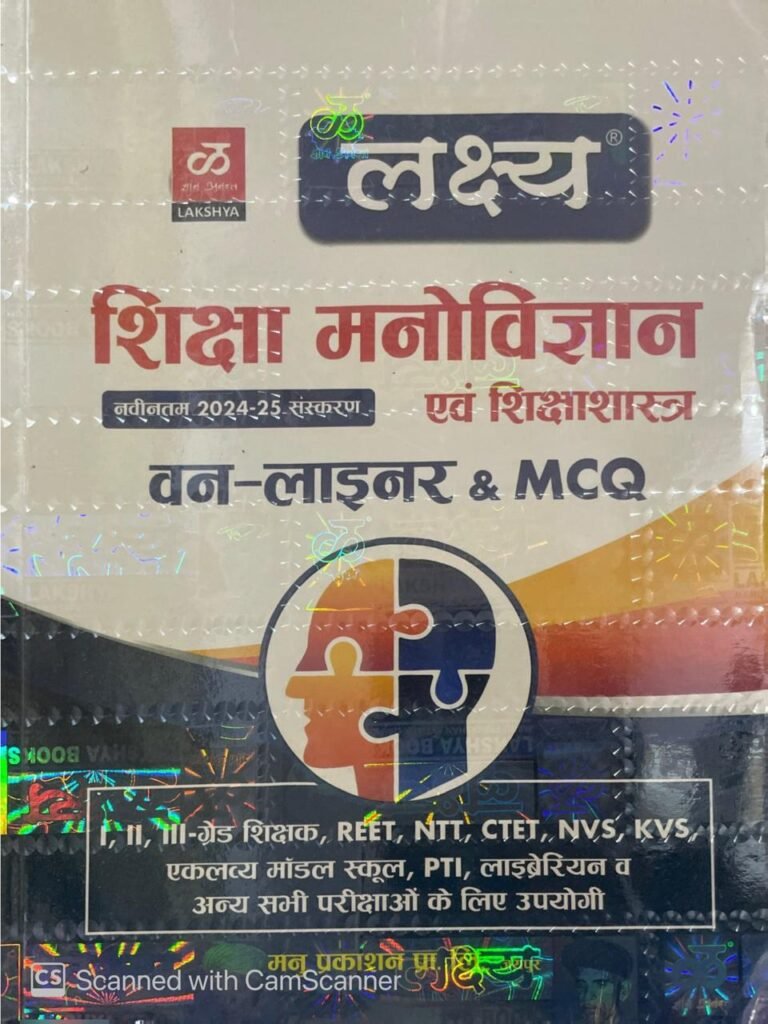 लक्ष्य®
LAKSHYA
शिक्षा मनोविज्ञान
नवीनतम 2024-25 संस्करण
एवं शिक्षाशास्त्र
वन-लाइनर & MCQ
I, II, III-ग्रेड शिक्षक, REET, NTT, CTET, NVS, KVS,
एकलव्य मॉडल स्कूल, PTI, लाइब्रेरियन व
अन्य सभी परीक्षाओं के लिए उपयोगी
मनु प्रकाशन प्रा. जयपुर
CS Scanned with CamScanner